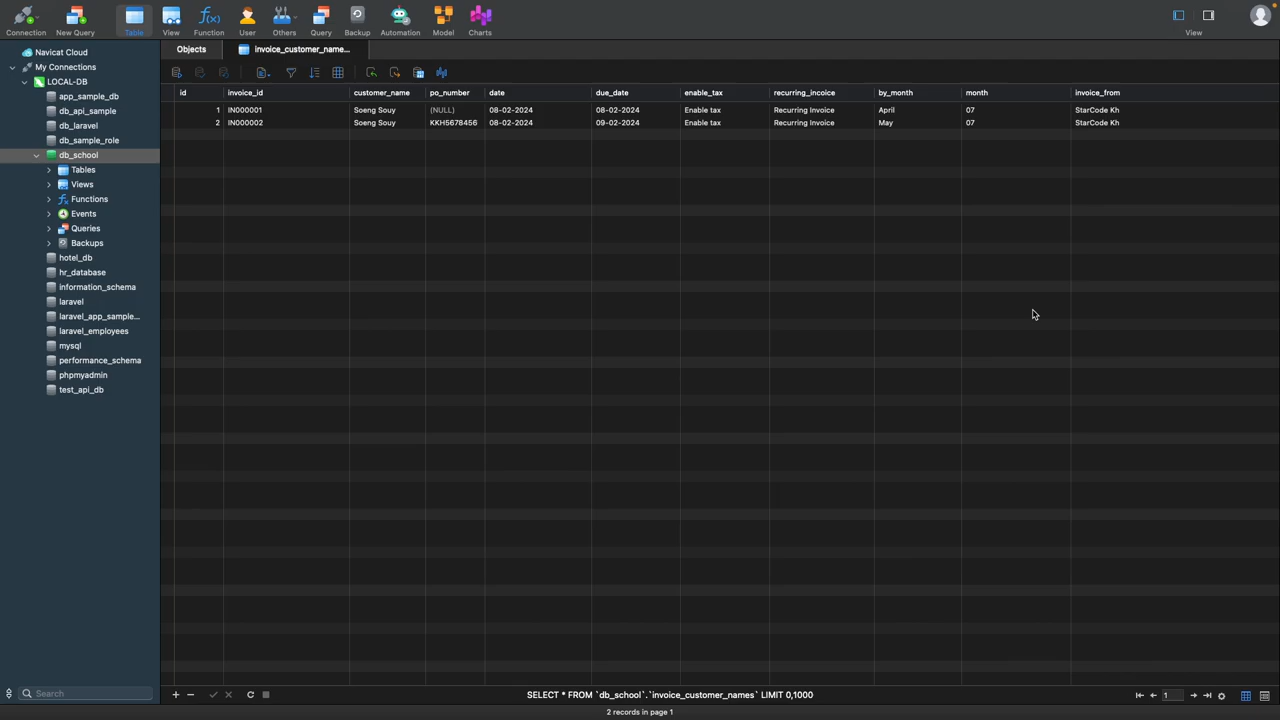 Connection New Query Table View Function User Others Query Backup Automation Model Charts View
Navicat Cloud
My Connections
LOCAL-DB
app_sample_db
db_api_sample
db_laravel
db_sample_role
db_school
Tables
Views
Functions
Events
Queries
Backups
hotel_db
hr_database
information_schema
laravel
laravel_app_sample...
laravel_employees
mysql
performance_schema
phpmyadmin
test_api_db
Search
Objects invoice_customer_name...
id invoice_id customer_name po_number date due_date enable_tax recurring_incoice by_month month invoice_from
1 IN000001 Soeng Souy (NULL) 08-02-2024 08-02-2024 Enable tax Recurring Invoice April 07 StarCode Kh
2 IN000002 Soeng Souy KKH5678456 08-02-2024 09-02-2024 Enable tax Recurring Invoice May 07 StarCode Kh
SELECT * FROM `db_school`.`invoice_customer_names` LIMIT 0,1000
1
2 records in page 1